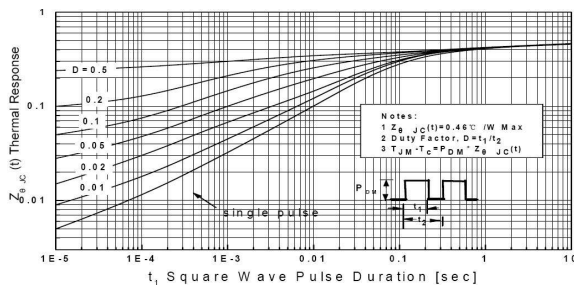 1
0.1
0.01
Z θ JC (t) Thermal Response
D=0.5
0.2
0.1
0.05
0.02
0.01
single pulse
Notes:
1 Z θ JC(t)=0.46℃ /W Max
2 Duty Factor, D=t1/t2
3 TJM-Tc=PDM* Zθ JC(t)
PDM
t1
t2
1E-5 1E-4 1E-3 0.01 0.1 1 10
t1 Square Wave Pulse Duration [sec]